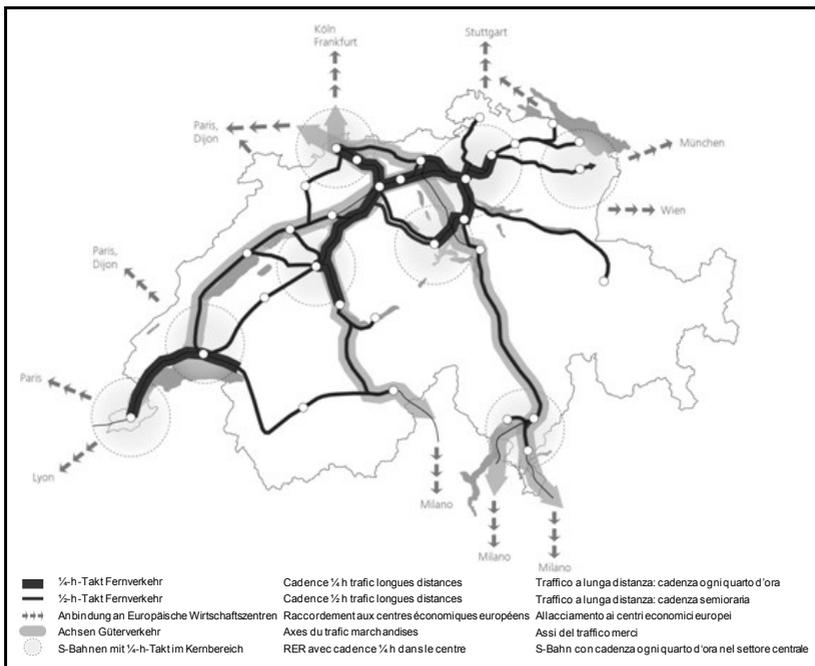 Köln
Frankfurt
Stuttgart
Paris,
Dijon
München
Wien
Paris,
Dijon
Paris
Lyon
Milano
Milano
Milano
¼-h-Takt Fernverkehr Cadence ¼ h trafic longues distances Traffico a lunga distanza: cadenza ogni quarto d'ora
½-h-Takt Fernverkehr Cadence ½ h trafic longues distances Traffico a lunga distanza: cadenza semioraria
Anbindung an Europäische Wirtschaftszentren Raccordement aux centres économiques européens Allacciamento ai centri economici europei
Achsen Güterverkehr Axes du trafic marchandises Assi del traffico merci
S-Bahnen mit ¼-h-Takt im Kernbereich RER avec cadence ¼ h dans le centre S-Bahn con cadenza ogni quarto d'ora nel settore centrale